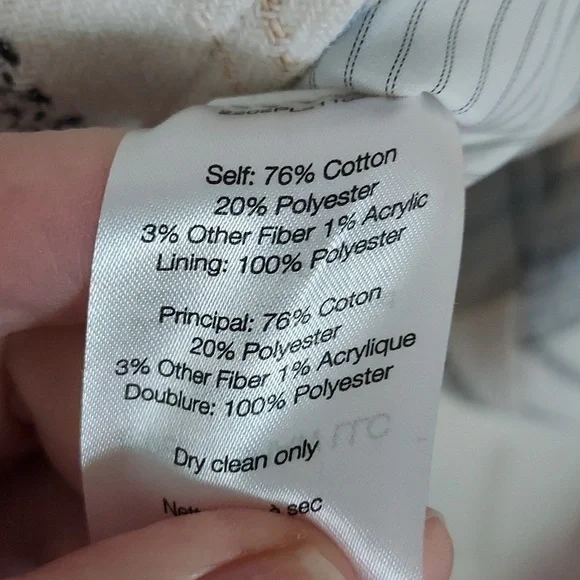 Self: 76% Cotton
20% Polyester
3% Other Fiber 1% Acrylic
Lining: 100% Polyester
Principal: 76% Coton
20% Polyester
3% Other Fiber 1% Acrylique
Doublure: 100% Polyester
Dry clean only
à sec